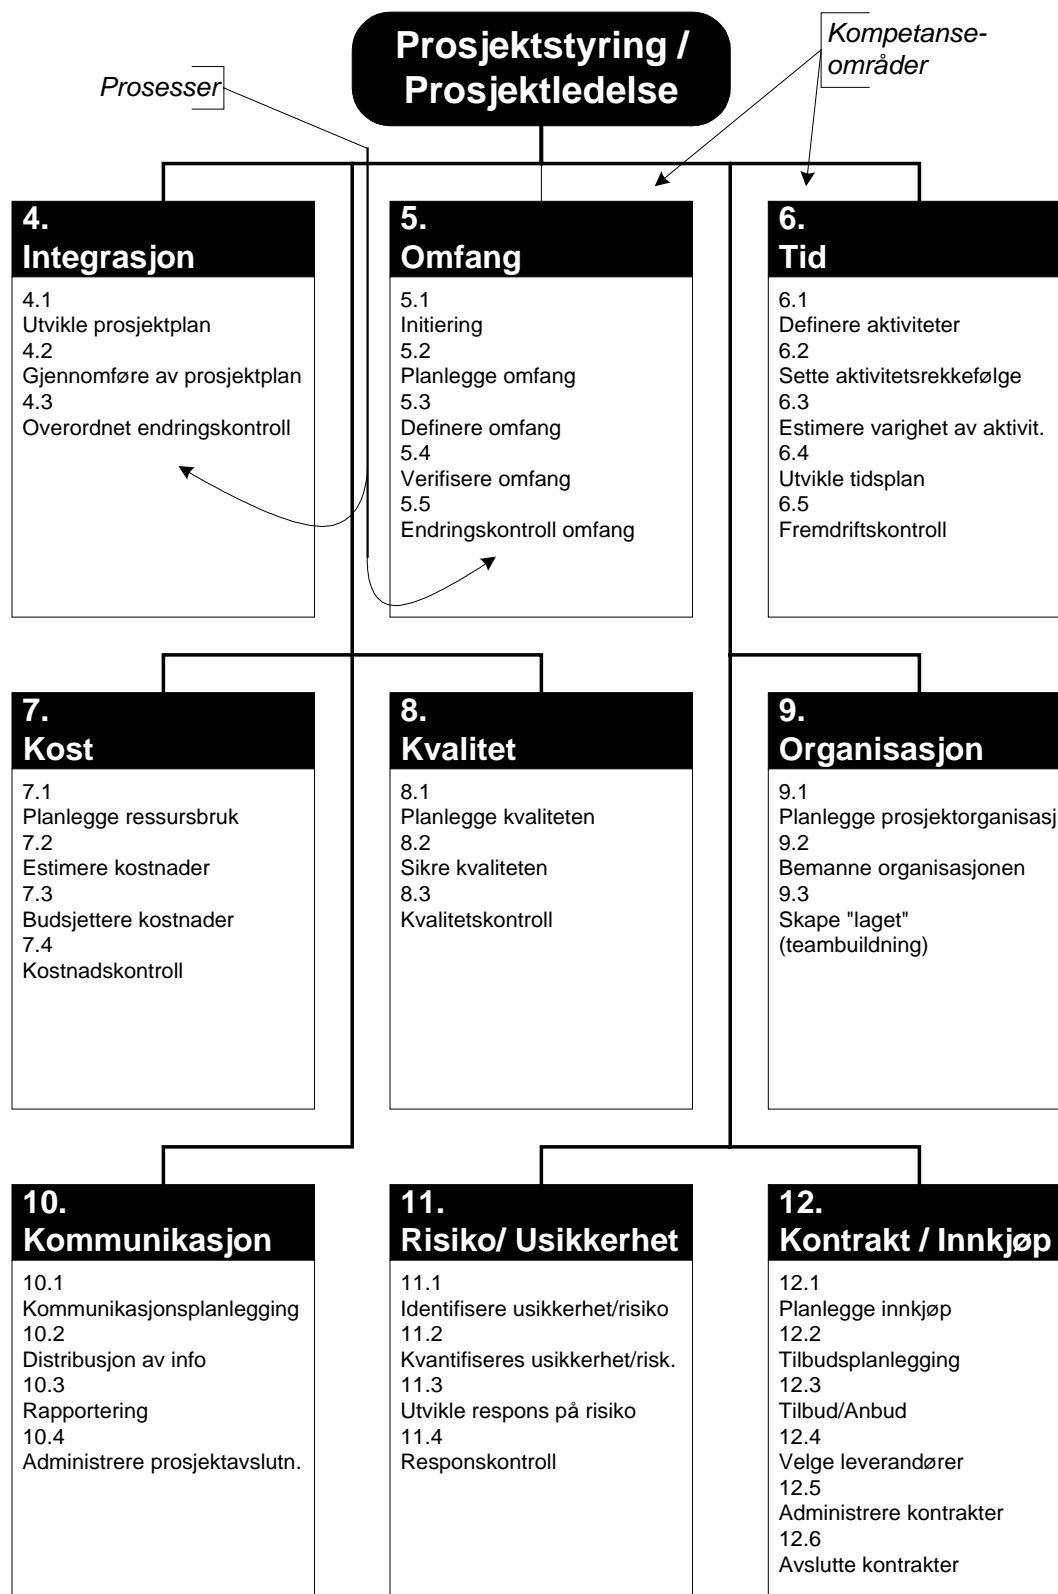 Prosjektstyring /
Prosjektledelse
Prosesser
Kompetanse-
områder
4.
Integrasjon
4.1
Utvikle prosjektplan
4.2
Gjennomføre av prosjektplan
4.3
Overordnet endringskontroll
5.
Omfang
5.1
Initiering
5.2
Planlegge omfang
5.3
Definere omfang
5.4
Verifisere omfang
5.5
Endringskontroll omfang
6.
Tid
6.1
Definere aktiviteter
6.2
Sette aktivitetsrekkefølge
6.3
Estimere varighet av aktivit.
6.4
Utvikle tidsplan
6.5
Fremdriftskontroll
7.
Kost
7.1
Planlegge ressursbruk
7.2
Estimere kostnader
7.3
Budsjettere kostnader
7.4
Kostnadskontroll
8.
Kvalitet
8.1
Planlegge kvaliteten
8.2
Sikre kvaliteten
8.3
Kvalitetskontroll
9.
Organisasjon
9.1
Planlegge prosjektorganisasj
9.2
Bemanne organisasjonen
9.3
Skape "laget"
(teambuildning)
10.
Kommunikasjon
10.1
Kommunikasjonsplanlegging
10.2
Distribusjon av info
10.3
Rapportering
10.4
Administrere prosjektavslutn.
11.
Risiko/ Usikkerhet
11.1
Identifisere usikkerhet/risiko
11.2
Kvantifiseres usikkerhet/risk.
11.3
Utvikle respons på risiko
11.4
Responskontroll
12.
Kontrakt / Innkjøp
12.1
Planlegge innkjøp
12.2
Tilbudsplanlegging
12.3
Tilbud/Anbud
12.4
Velge leverandører
12.5
Administrere kontrakter
12.6
Avslutte kontrakter